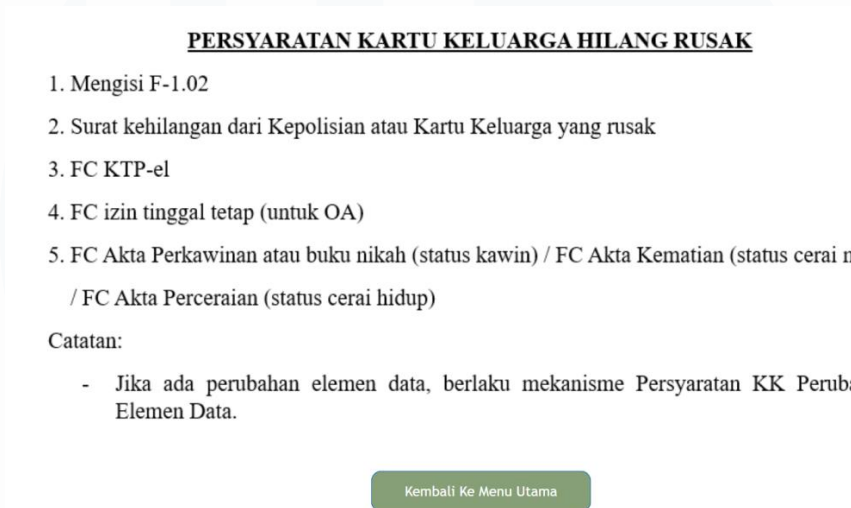 PERSYARATAN KARTU KELUARGA HILANG RUSAK
1. Mengisi F-1.02
2. Surat kehilangan dari Kepolisian atau Kartu Keluarga yang rusak
3. FC KTP-el
4. FC izin tinggal tetap (untuk OA)
5. FC Akta Perkawinan atau buku nikah (status kawin) / FC Akta Kematian (status cerai
/ FC Akta Perceraian (status cerai hidup)
Catatan:
- Jika ada perubahan elemen data, berlaku mekanisme Persyaratan KK
Elemen Data.
Kembali Ke Menu Utama